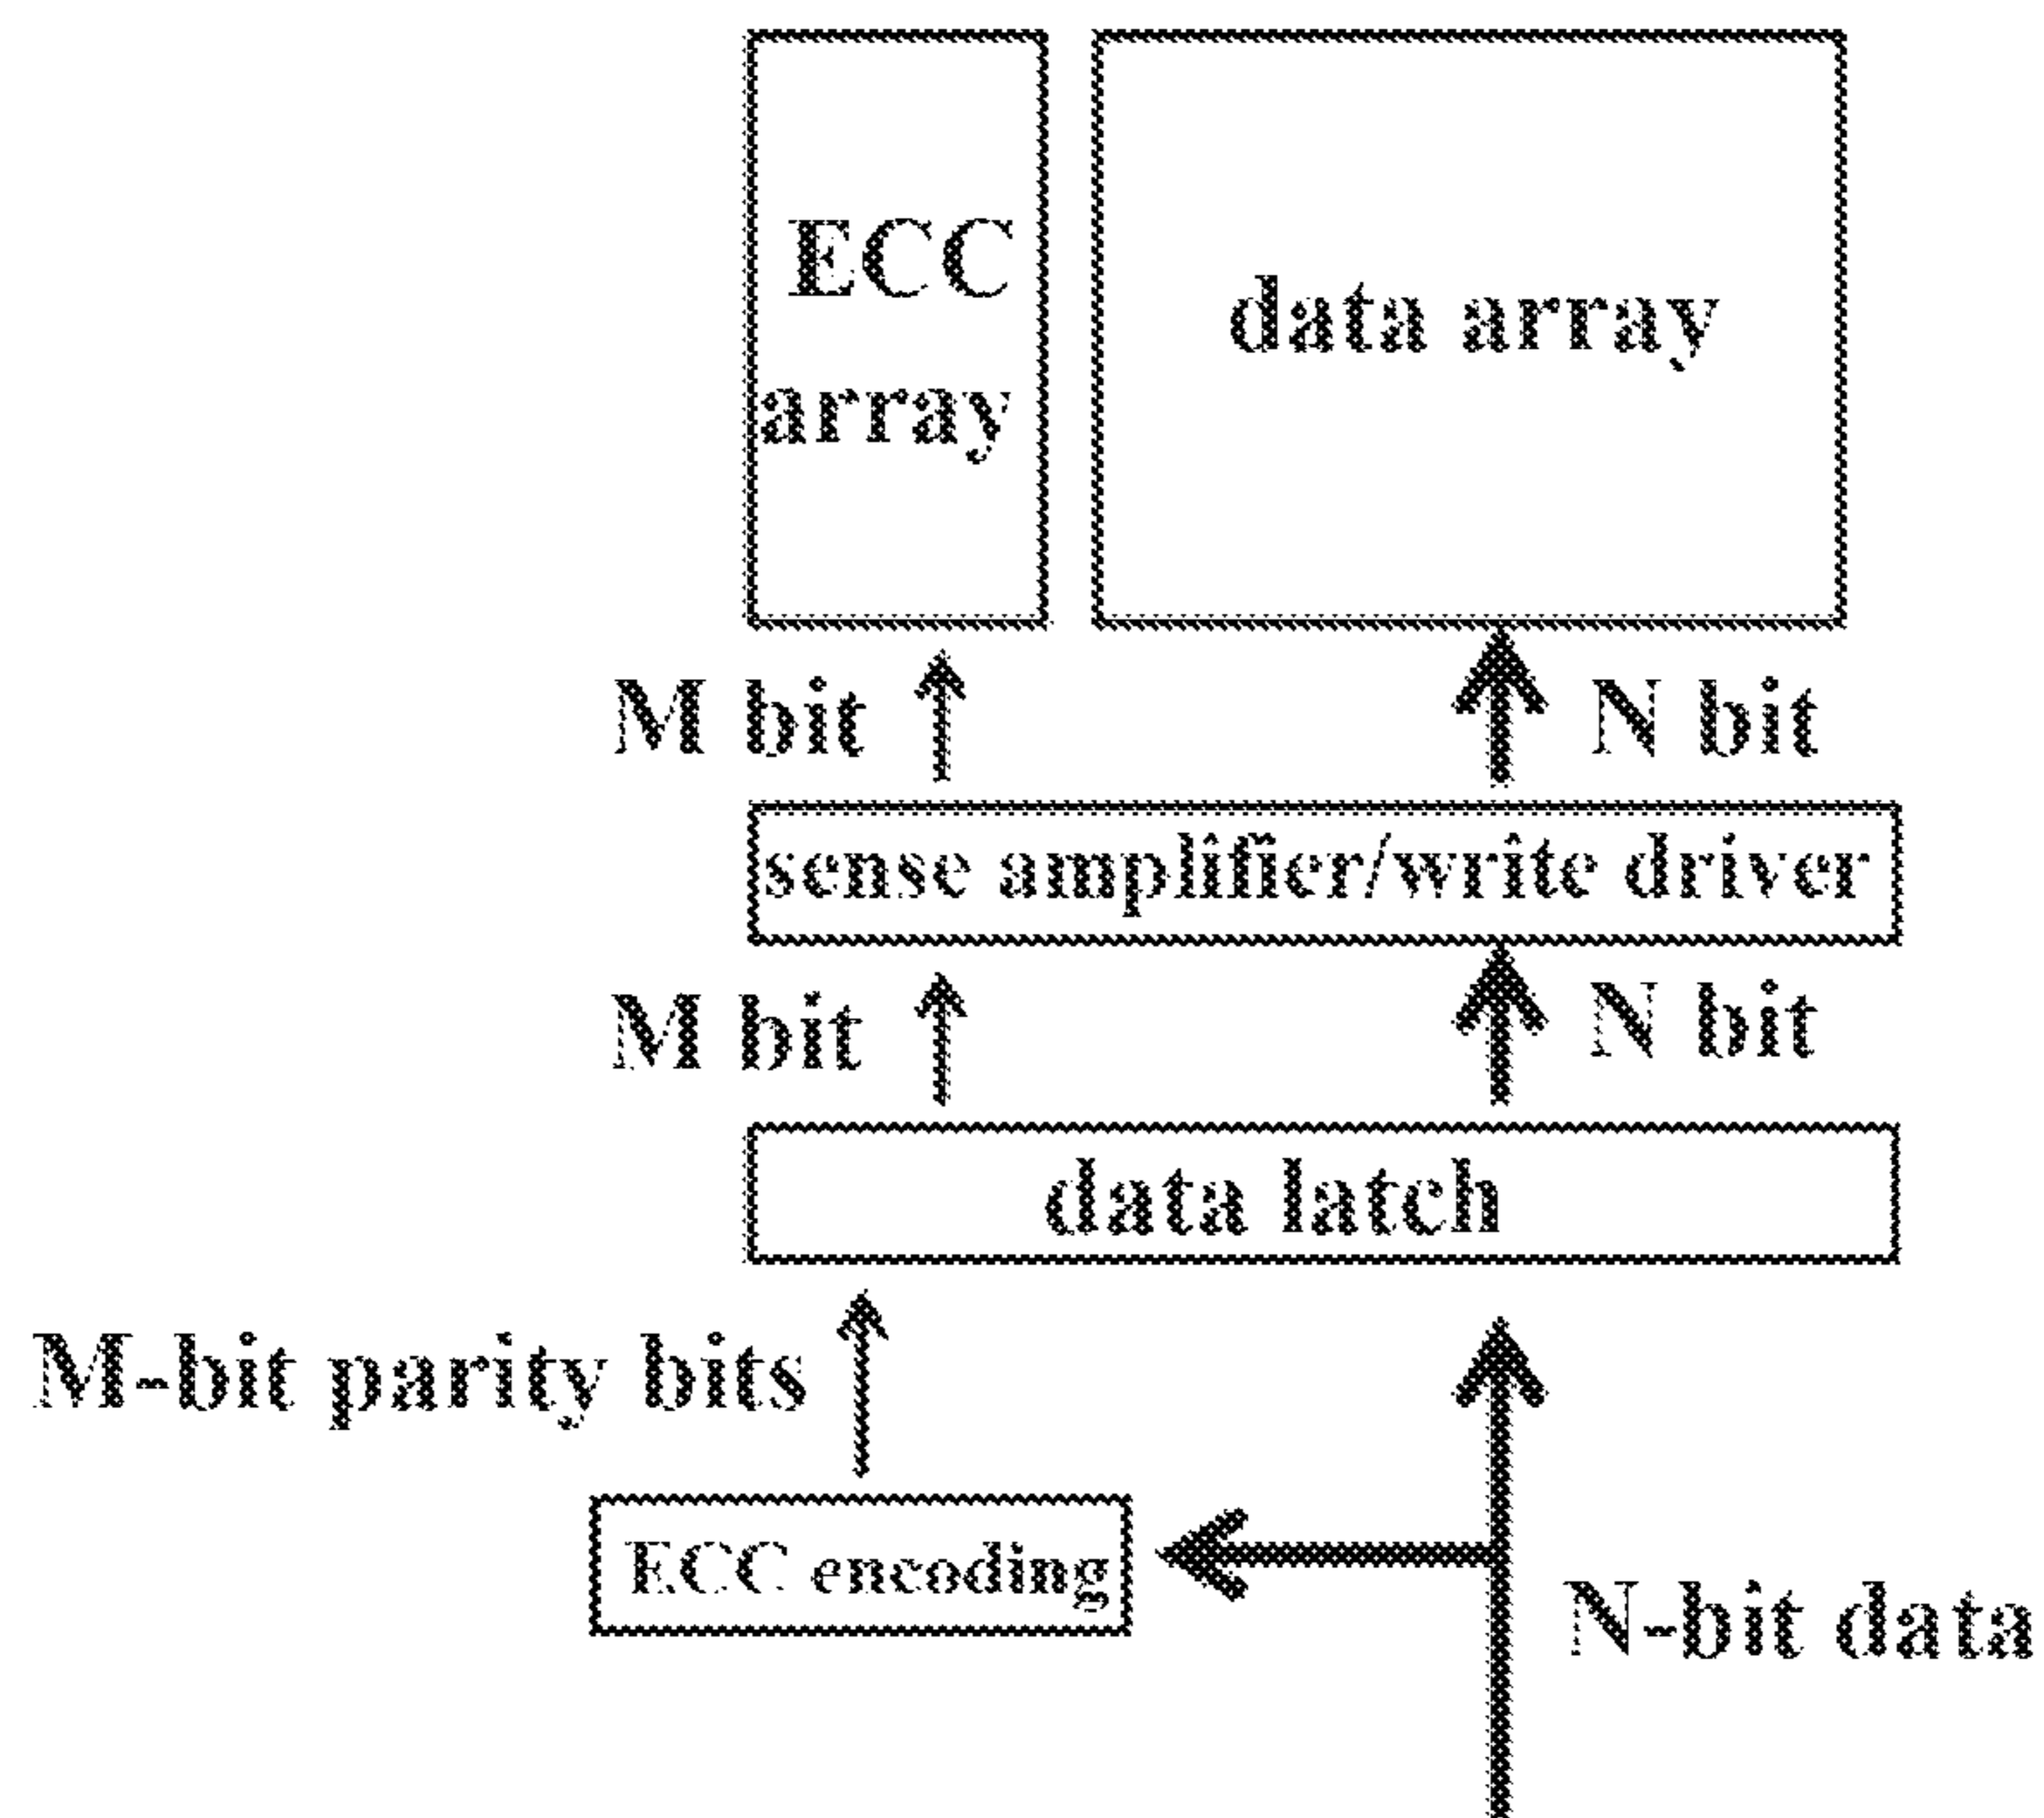 ECC
array
data array
M bit
N bit
sense amplifier/write driver
M bit
N bit
data latch
M-bit parity bits
ECC encoding
N-bit data